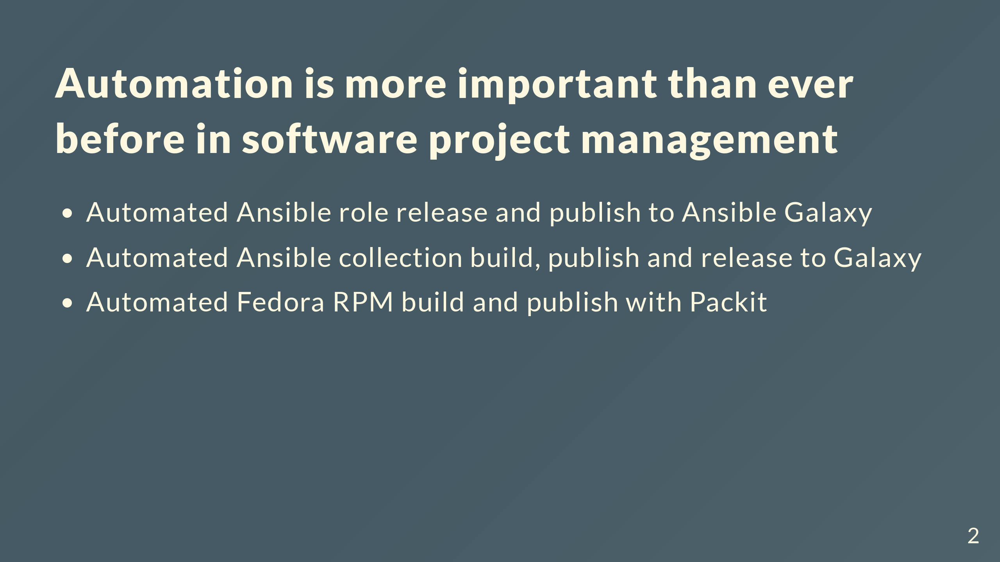 Automation is more important than ever
before in software project management
• Automated Ansible role release and publish to Ansible Galaxy
• Automated Ansible collection build, publish and release to Galaxy
• Automated Fedora RPM build and publish with Packit
2